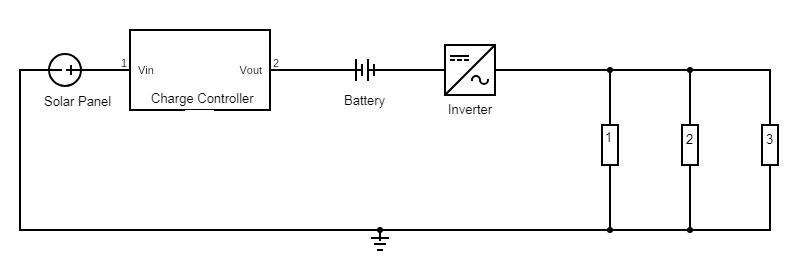 1
Vin
Vout
2
Charge Controller
Solar Panel
Battery
Inverter
1
2
3